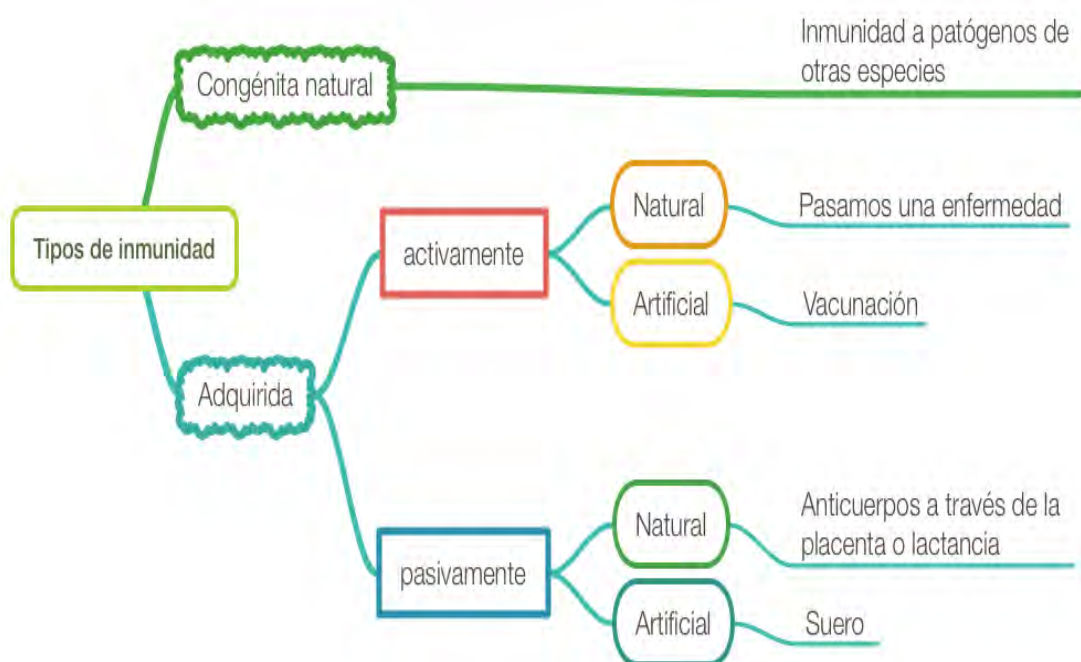 Inmunidad a patógenos de
otras especies
Congénita natural
Tipos de inmunidad
activamente
Natural
Pasamos una enfermedad
Artificial
Vacunación
Adquirida
pasivamente
Natural
Anticuerpos a través de la
placenta o lactancia
Artificial
Suero